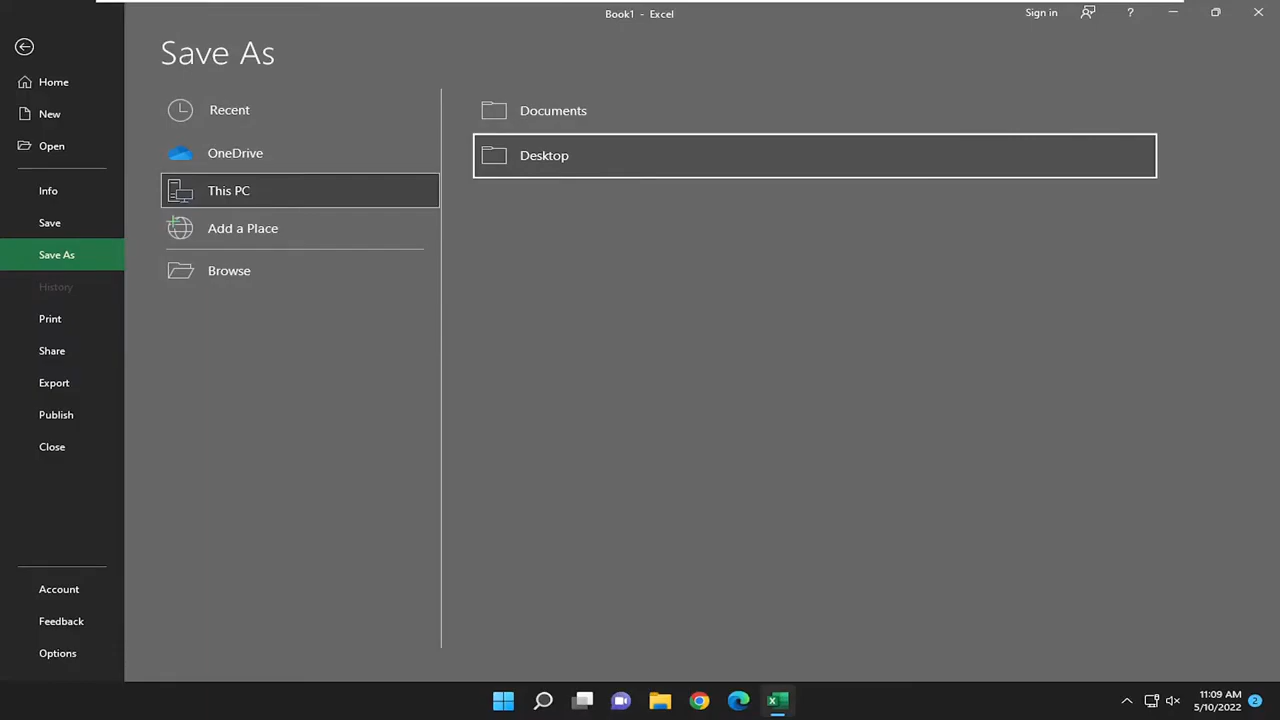 Book1 - Excel
Sign in
?
Save As
Home
New
Open
Info
Save
Save As
History
Print
Share
Export
Publish
Close
Account
Feedback
Options
Recent
OneDrive
This PC
Add a Place
Browse
Documents
Desktop
11:09 AM
5/10/2022
2